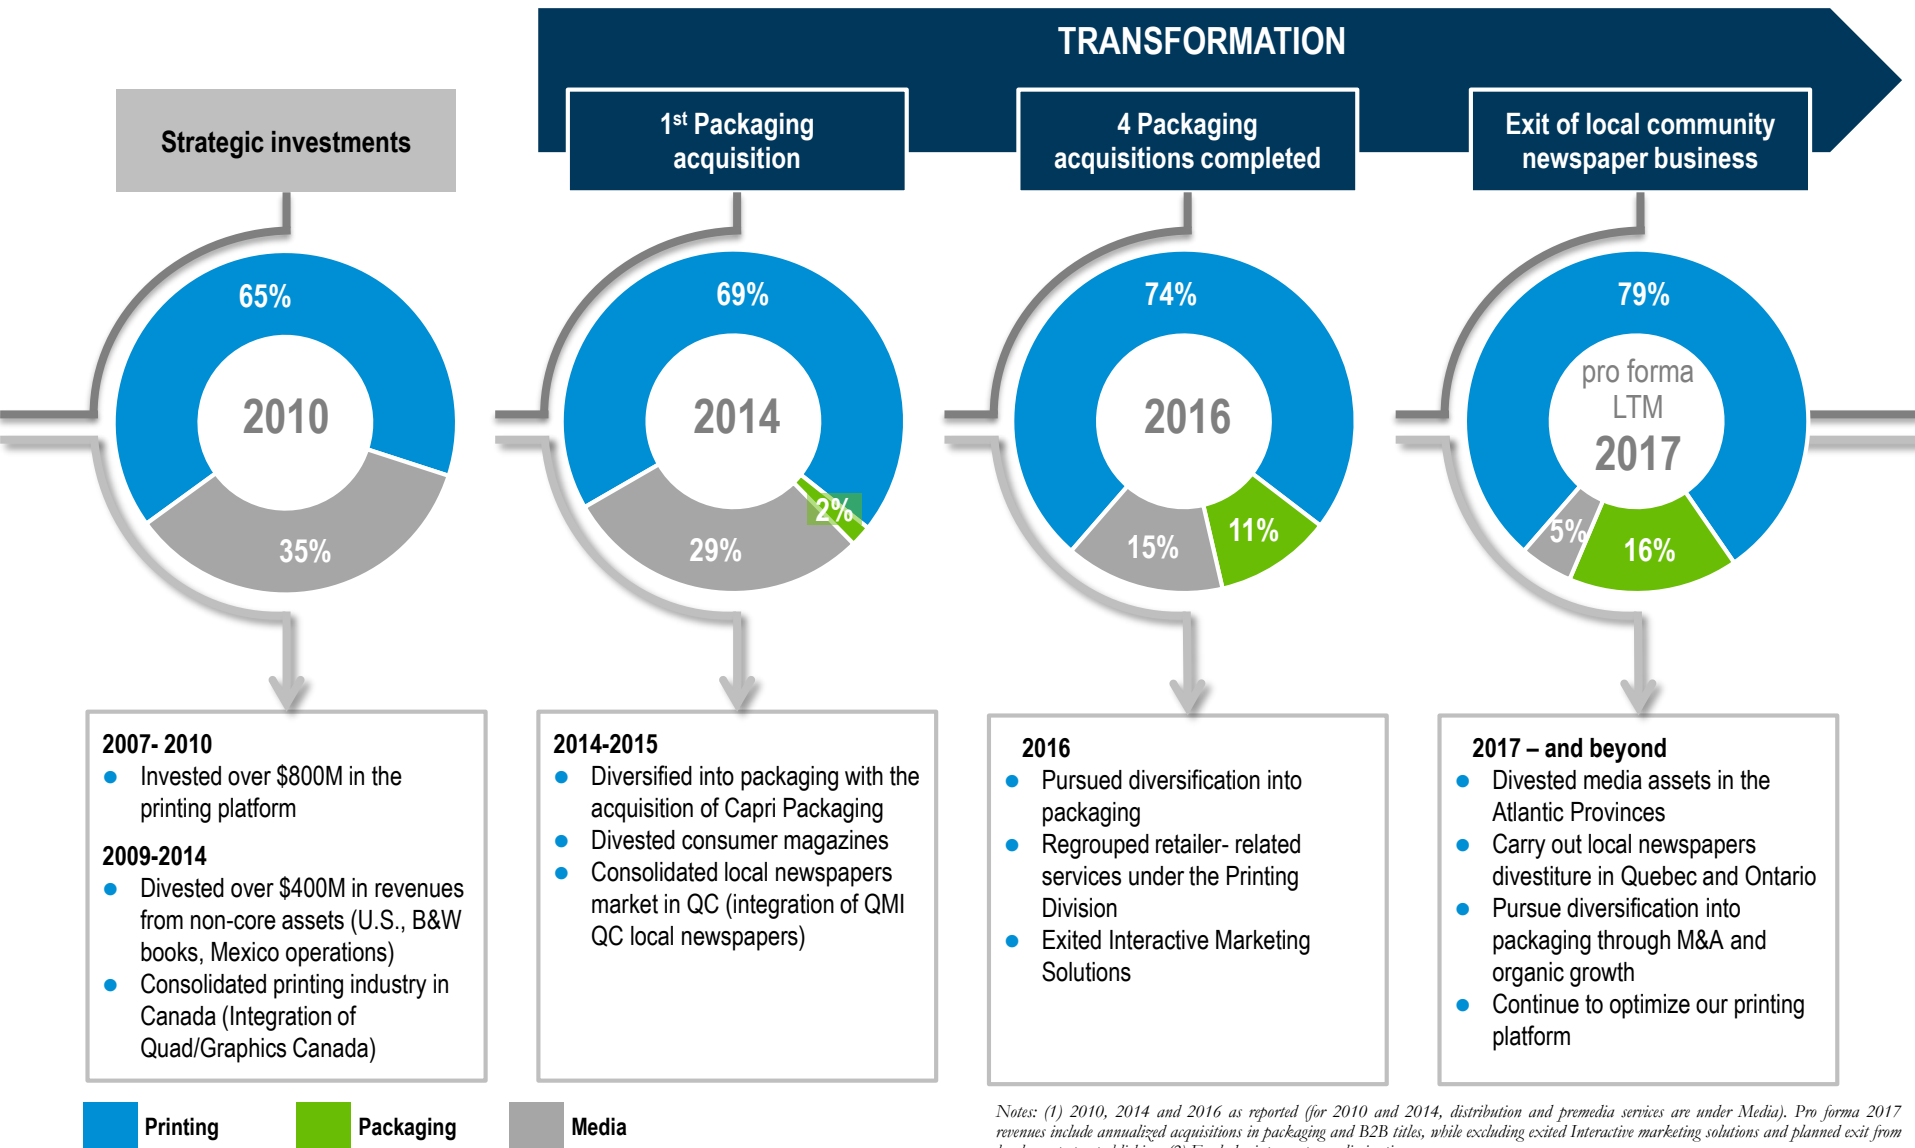 TRANSFORMATION
Strategic investments
1st Packaging
acquisition
4 Packaging
acquisitions completed
Exit of local community
newspaper business
65%
2010
35%
69%
2014
2%
29%
74%
2016
11%
15%
79%
pro forma
LTM
2017
5%
16%
2007- 2010
● Invested over $800M in the
printing platform
2009-2014
● Divested over $400M in revenues
from non-core assets (U.S., B&W
books, Mexico operations)
● Consolidated printing industry in
Canada (Integration of
Quad/Graphics Canada)
2014-2015
● Diversified into packaging with the
acquisition of Capri Packaging
● Divested consumer magazines
● Consolidated local newspapers
market in QC (integration of QMI
QC local newspapers)
2016
● Pursued diversification into
packaging
● Regrouped retailer- related
services under the Printing
Division
● Exited Interactive Marketing
Solutions
2017 – and beyond
● Divested media assets in the
Atlantic Provinces
● Carry out local newspapers
divestiture in Quebec and Ontario
● Pursue diversification into
packaging through M&A and
organic growth
● Continue to optimize our printing
platform
Printing
Packaging
Media
Notes: (1) 2010, 2014 and 2016 as reported (for 2010 and 2014, distribution and premedia services are under Media). Pro forma 2017
revenues include annualized acquisitions in packaging and B2B titles, while excluding exited Interactive marketing solutions and planned exit from